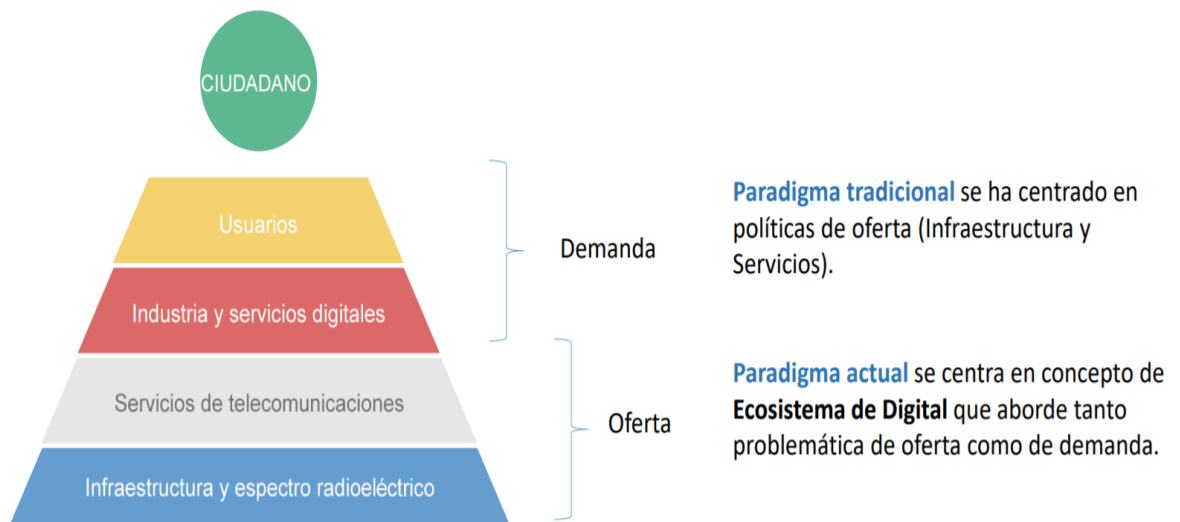 CIUDADANO
Usuarios
Industria y servicios digitales
Servicios de telecomunicaciones
Infraestructura y espectro radioeléctrico
Demanda
Oferta
Paradigma tradicional se ha centrado en
políticas de oferta (Infraestructura y
Servicios).
Paradigma actual se centra en concepto de
Ecosistema de Digital que aborde tanto
problemática de oferta como de demanda.